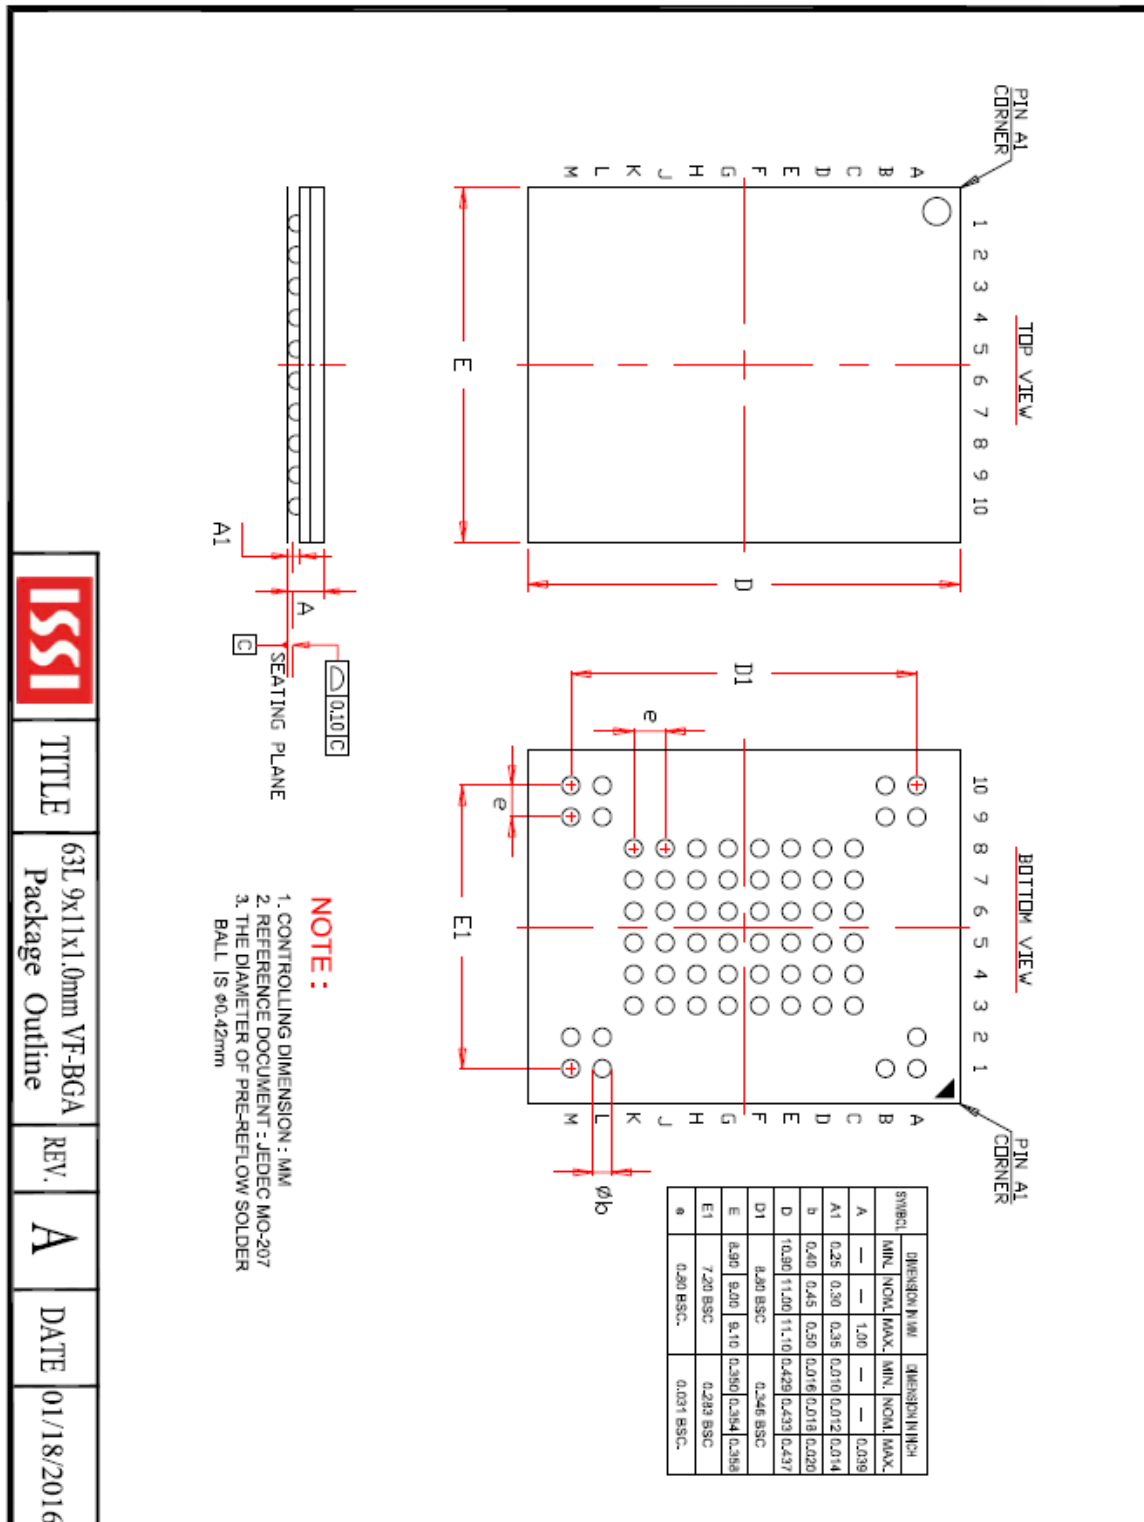 PIN A1
CORNER
TOP VIEW
1 2 3 4 5 6 7 8 9 10
A
B
C
D
E
F
G
H
J
K
L
M
D
E
A1
A
C
SEATING PLANE
0.10 C
PIN A1
CORNER
BOTTOM VIEW
10 9 8 7 6 5 4 3 2 1
A
B
C
D
E
F
G
H
J
K
L
M
D1
e
e
E1
Øb
SYMBOL DIMENSION IN MM DIMENSION IN INCH
MIN. NOM. MAX. MIN. NOM. MAX.
A — — 1.00 — — 0.039
A1 0.25 0.30 0.35 0.010 0.012 0.014
b 0.40 0.45 0.50 0.016 0.018 0.020
D 10.90 11.00 11.10 0.429 0.433 0.437
D1 8.80 BSC 0.346 BSC
E 8.90 9.00 9.10 0.350 0.354 0.358
E1 7.20 BSC 0.283 BSC
e 0.80 BSC. 0.031 BSC.
NOTE :
1. CONTROLLING DIMENSION : MM
2. REFERENCE DOCUMENT : JEDEC MO-207
3. THE DIAMETER OF PRE-REFLOW SOLDER
BALL IS Ø0.42mm
ISSI
TITLE
63L 9x11x1.0mm VF-BGA
Package Outline
REV.
A
DATE
01/18/2016